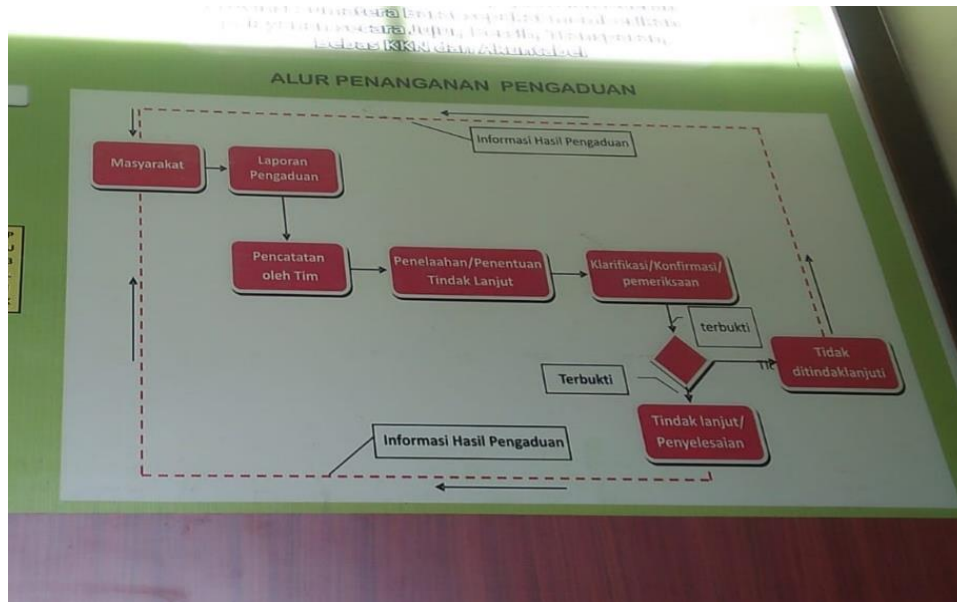 Bebas KKN dan Akuntabel
ALUR PENANGANAN PENGADUAN
Informasi Hasil Pengaduan
Masyarakat
Laporan
Pengaduan
Pencatatan
oleh Tim
Penelaahan/Penentuan
Tindak Lanjut
Klarifikasi/Konfirmasi/
pemeriksaan
terbukti
Tidak
ditindaklanjuti
Terbukti
Tindak lanjut/
Penyelesaian
Informasi Hasil Pengaduan